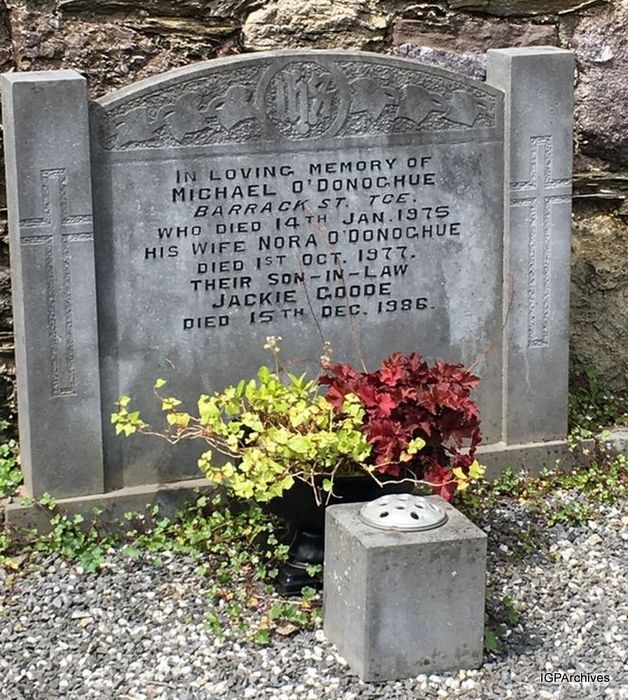 IHS
IN LOVING MEMORY OF
MICHAEL O'DONOGHUE
BARRACK ST. TCE.
WHO DIED 14TH JAN. 1975
HIS WIFE NORA O'DONOGHUE
DIED 1ST OCT. 1977.
THEIR SON-IN-LAW
JACKIE GOODE
DIED 15TH DEC. 1986.
IGPArchives